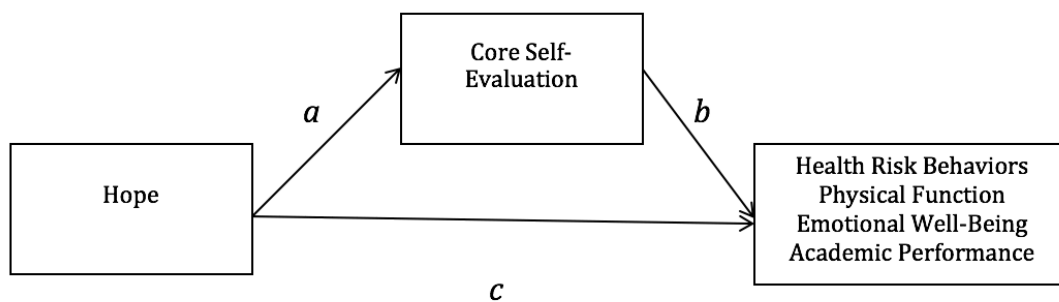 Core Self-
Evaluation
a
b
Hope
Health Risk Behaviors
Physical Function
Emotional Well-Being
Academic Performance
c